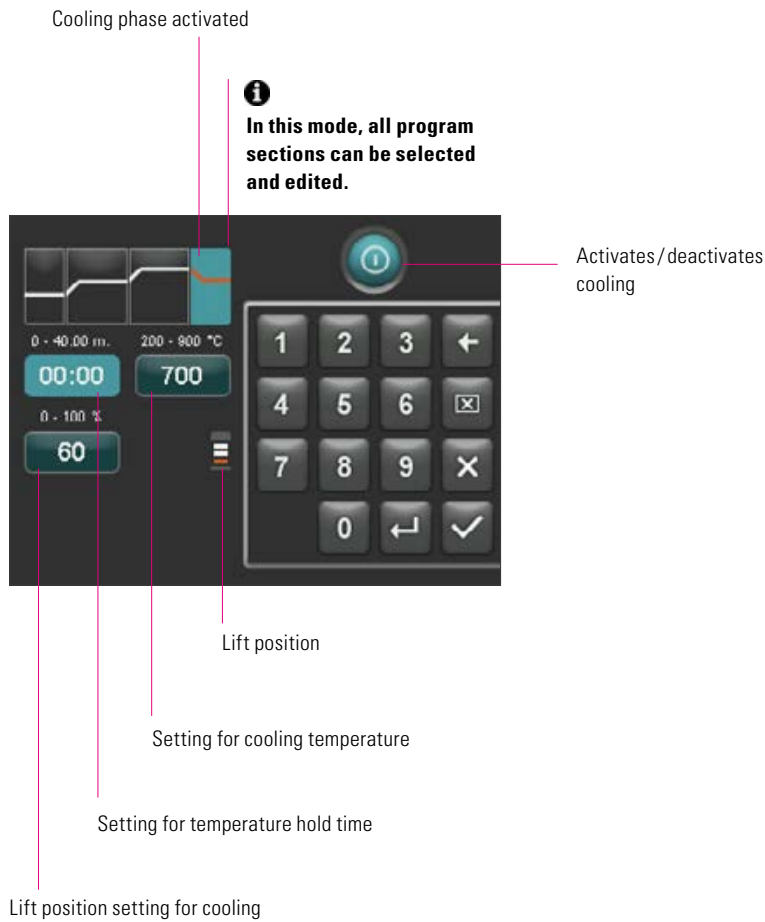 Cooling phase activated
In this mode, all program
sections can be selected
and edited.
Activates/deactivates
cooling
0 - 40.00 m. 200 - 900 °C
00:00 700
0 - 100 %
60
1 2 3
4 5 6
7 8 9
0
Lift position
Setting for cooling temperature
Setting for temperature hold time
Lift position setting for cooling